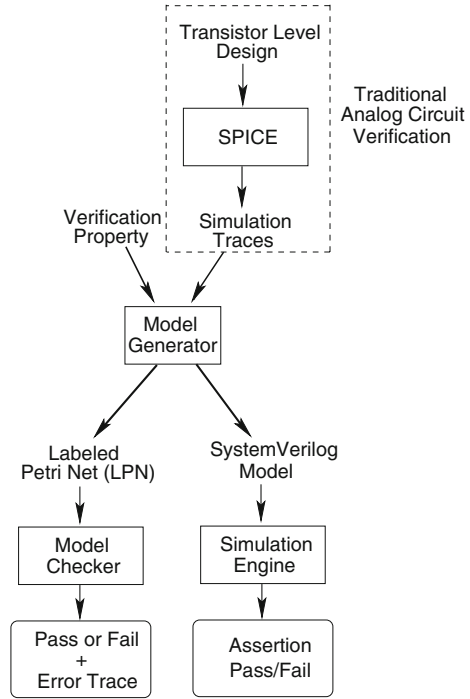 Transistor Level
Design
SPICE
Traditional
Analog Circuit
Verification
Simulation
Traces
Verification
Property
Model
Generator
Labeled
Petri Net (LPN)
SystemVerilog
Model
Model
Checker
Simulation
Engine
Pass or Fail
+
Error Trace
Assertion
Pass/Fail